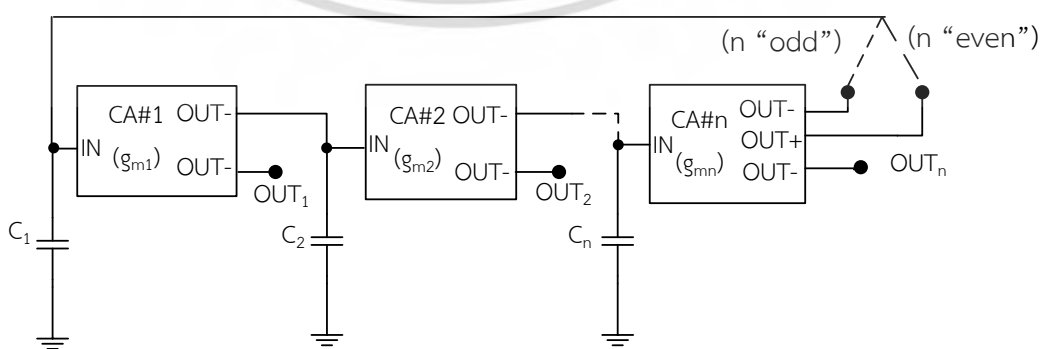 (n “odd”)
(n “even”)
CA#1
OUT-
IN
(gm1)
OUT-
OUT1
C1
CA#2
OUT-
IN
(gm2)
OUT-
OUT2
C2
CA#n
OUT-
OUT+
IN
(gmn)
OUT-
OUTn
Cn